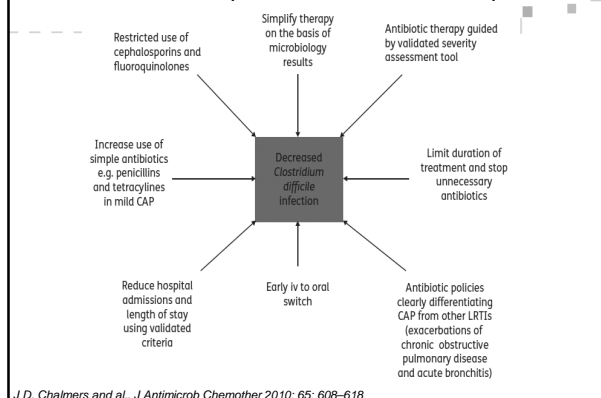 Simplify therapy
on the basis of
microbiology
results
Restricted use of
cephalosporins and
fluoroquinolones
Antibiotic therapy guided
by validated severity
assessment tool
Increase use of
simple antibiotics
e.g. penicillins
and tetracylines
in mild CAP
Decreased
Clostridium
difficile
infection
Limit duration of
treatment and stop
unnecessary
antibiotics
Reduce hospital
admissions and
length of stay
using validated
criteria
Early iv to oral
switch
Antibiotic policies
clearly differentiating
CAP from other LRTIs
(exacerbations of
chronic obstructive
pulmonary disease
and acute bronchitis)
J.D. Chalmers and al., J Antimicrob Chemother 2010; 65: 608–618